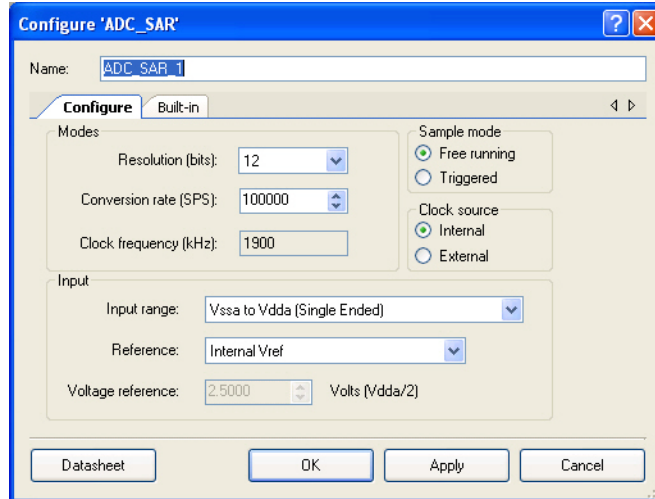 Configure 'ADC_SAR'
Name: ADC_SAR_1
Configure Built-in
Modes
Resolution (bits): 12
Conversion rate (SPS): 100000
Clock frequency (kHz): 1900
Sample mode
Free running
Triggered
Clock source
Internal
External
Input
Input range: Vssa to Vdda (Single Ended)
Reference: Internal Vref
Voltage reference: 2.5000 Volts (Vdda/2)
Datasheet OK Apply Cancel